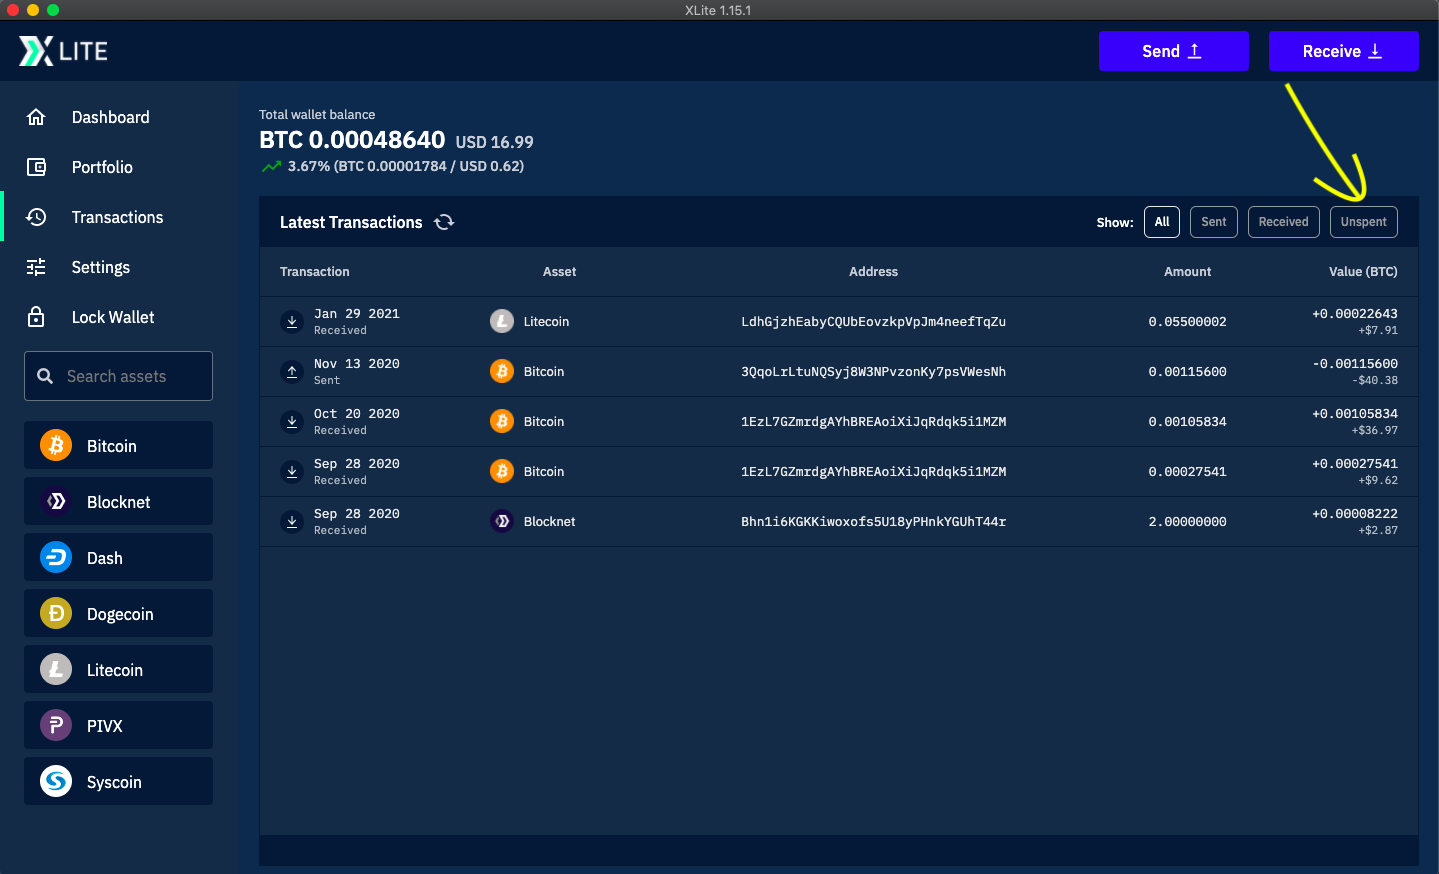 XLite 1.15.1
LITE
Send
Receive
Dashboard
Portfolio
Transactions
Settings
Lock Wallet
Search assets
Bitcoin
Blocknet
Dash
Dogecoin
Litecoin
PIVX
Syscoin
Total wallet balance
BTC 0.00048640 USD 16.99
3.67% (BTC 0.00001784 / USD 0.62)
Latest Transactions Show: All Sent Received Unspent
Transaction Asset Address Amount Value (BTC)
Jan 29 2021 Litecoin LdhGjzhEabyCQUbEovzkpVpJm4neefTqZu 0.05500002 +0.00022643
Received +$7.91
Nov 13 2020 Bitcoin 3QqoLrLtuNQSyj8W3NPvzonKy7psVWesNh 0.00115600 -0.00115600
Sent -$40.38
Oct 20 2020 Bitcoin 1EzL7GZmrdgAYhBREAoiXiJqRdqk5i1MZM 0.00105834 +0.00105834
Received +$36.97
Sep 28 2020 Bitcoin 1EzL7GZmrdgAYhBREAoiXiJqRdqk5i1MZM 0.00027541 +0.00027541
Received +$9.62
Sep 28 2020 Blocknet Bhn1i6KGKKiwoxofs5U18yPHnkYGUhT44r 2.00000000 +0.00008222
Received +$2.87